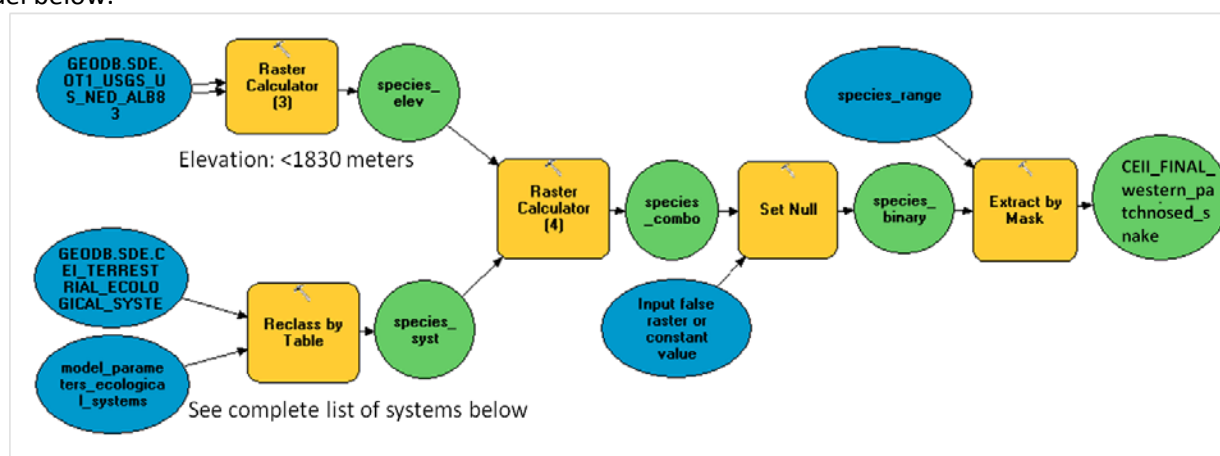 del below:
GEODB.SDE.
OT1_USGS_U
S_NED_ALB8
3
Raster
Calculator
(3)
species_
elev
Elevation: <1830 meters
species_range
Raster
Calculator
(4)
species
_combo
Set Null
species_
binary
Extract by
Mask
CEII_FINAL_
western_pa
tchnosed_s
nake
GEODB.SDE.C
EI_TERREST
RIAL_ECOLO
GICAL_SYSTE
Reclass by
Table
species_
syst
Input false
raster or
constant
value
model_parame
ters_ecologica
l_systems
See complete list of systems below